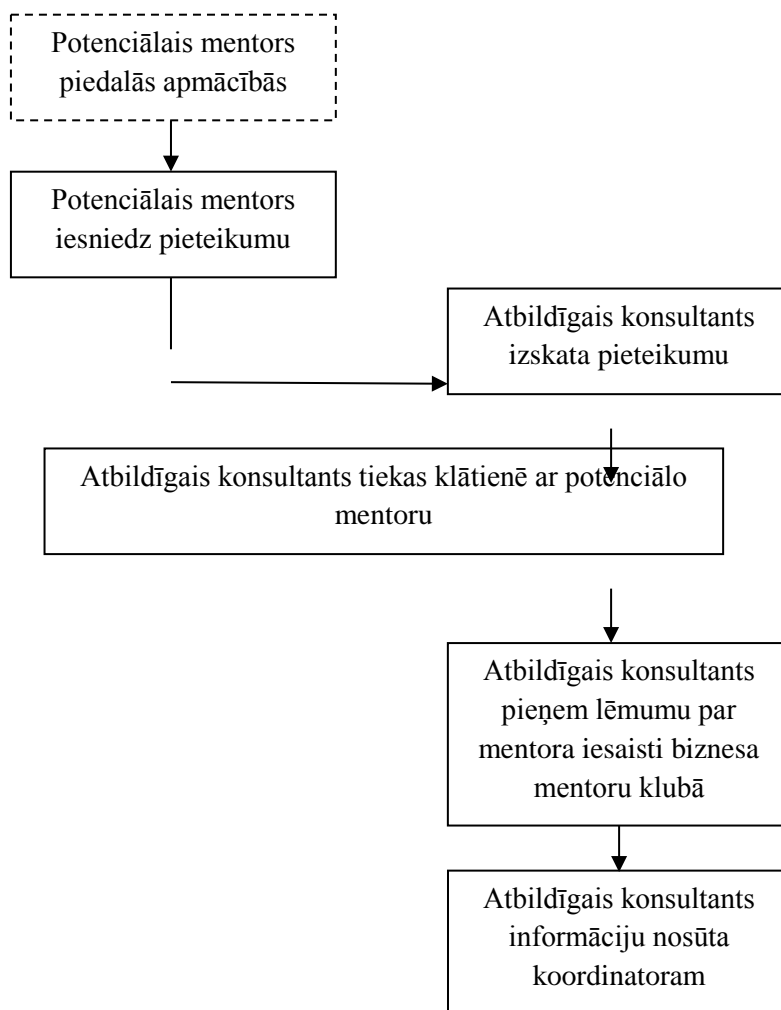 Potenciālais mentors
piedalās apmācībās
Potenciālais mentors
iesniedz pieteikumu
Atbildīgais konsultants
izskata pieteikumu
Atbildīgais konsultants tiekas klātienē ar potenciālo
mentoru
Atbildīgais konsultants
pieņem lēmumu par
mentora iesaisti biznesa
mentoru klubā
Atbildīgais konsultants
informāciju nosūta
koordinatoram